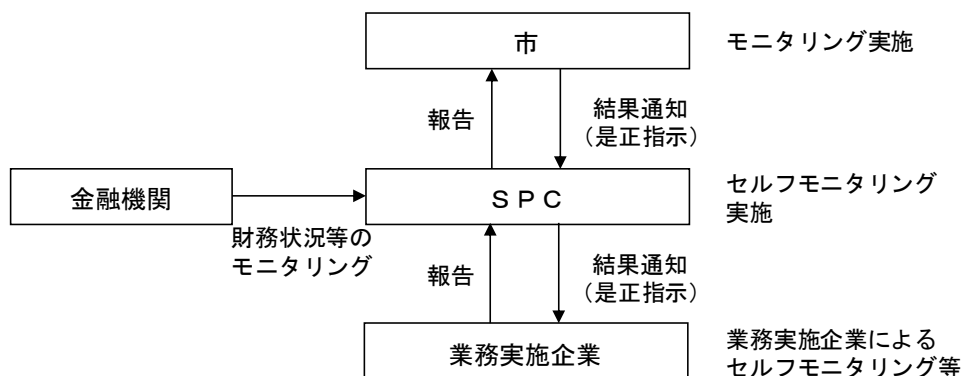 市
モニタリング実施
報告
結果通知
(是正指示)
金融機関
SPC
セルフモニタリング
実施
財務状況等の
モニタリング
報告
結果通知
(是正指示)
業務実施企業
業務実施企業による
セルフモニタリング等